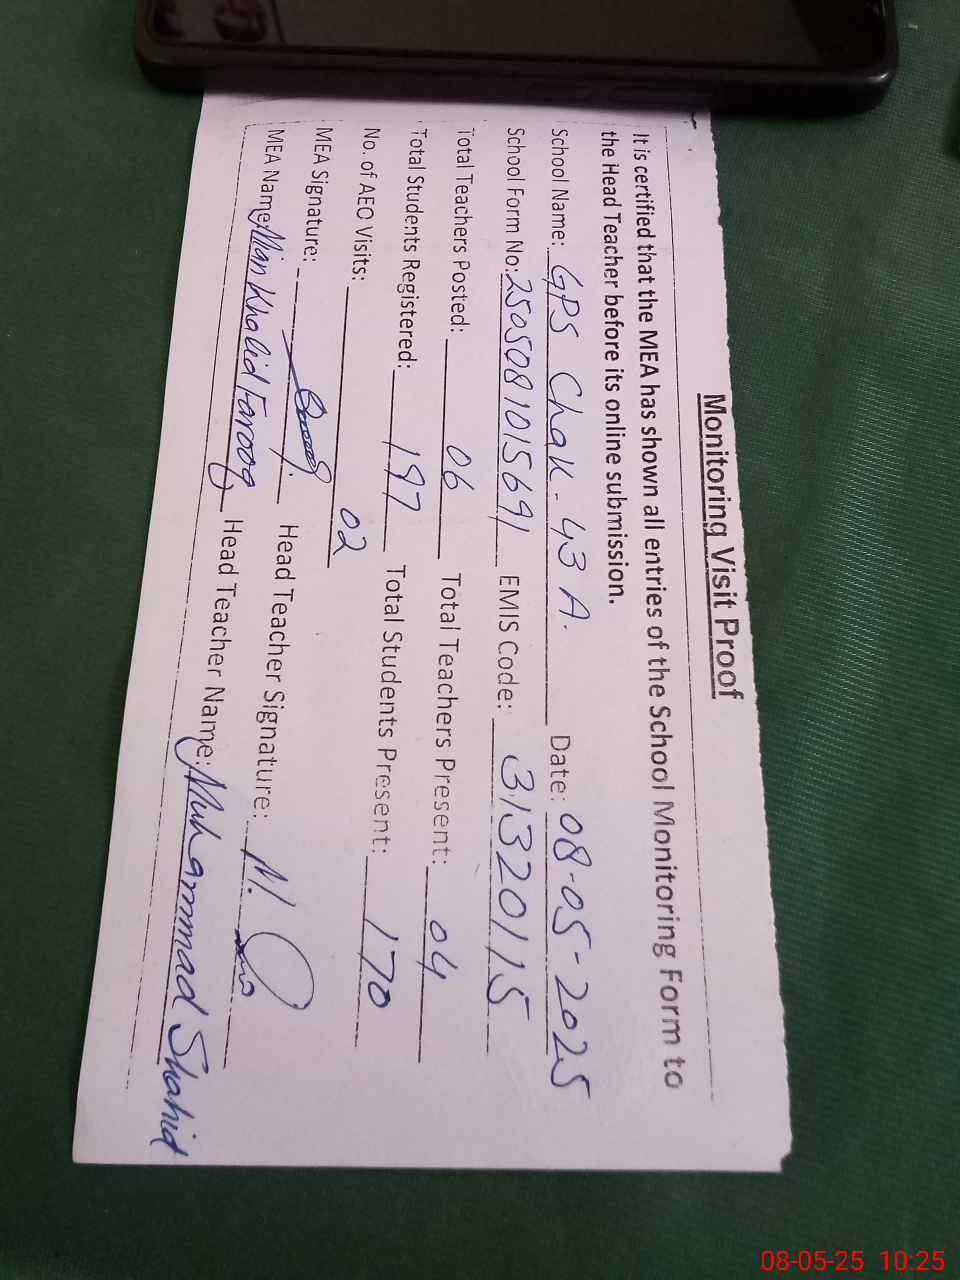 Monitoring Visit Proof
It is certified that the MEA has shown all entries of the School Monitoring Form to
the Head Teacher before its online submission.
School Name: GPS Chak-43 A. Date: 08-05-2025
School Form No: 2505081015691 EMIS Code: 31320115
Total Teachers Posted: 06 Total Teachers Present: 04
Total Students Registered: 197 Total Students Present: 170
No. of AEO Visits: 02
MEA Signature: Head Teacher Signature:
MEA Name: Mian Khalid Farooq Head Teacher Name: Muhammad Shahid
08-05-25 10:25